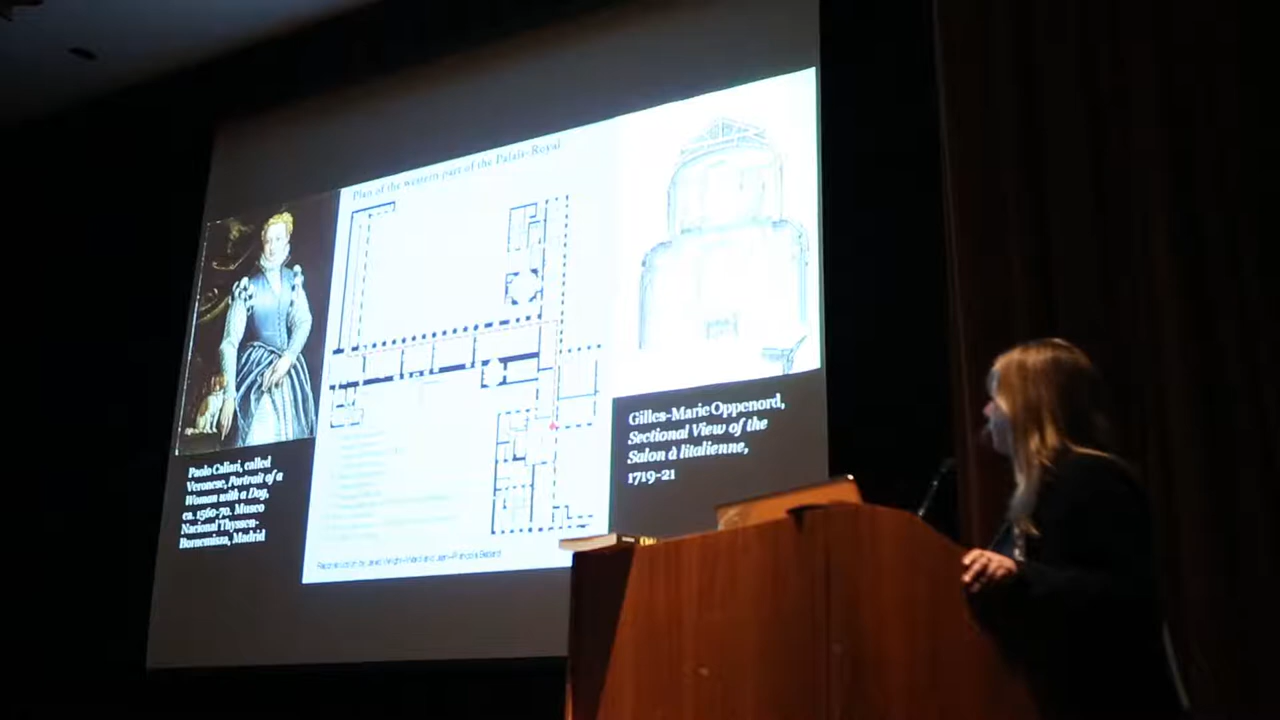 Plan of the western part of the Palais-Royal
Paolo Caliari, called
Veronese, Portrait of a
Woman with a Dog,
ca. 1560-70. Museo
Nacional Thyssen-
Bornemisza, Madrid
Gilles-Marie Oppenord,
Sectional View of the
Salon à litalienne,
1719-21